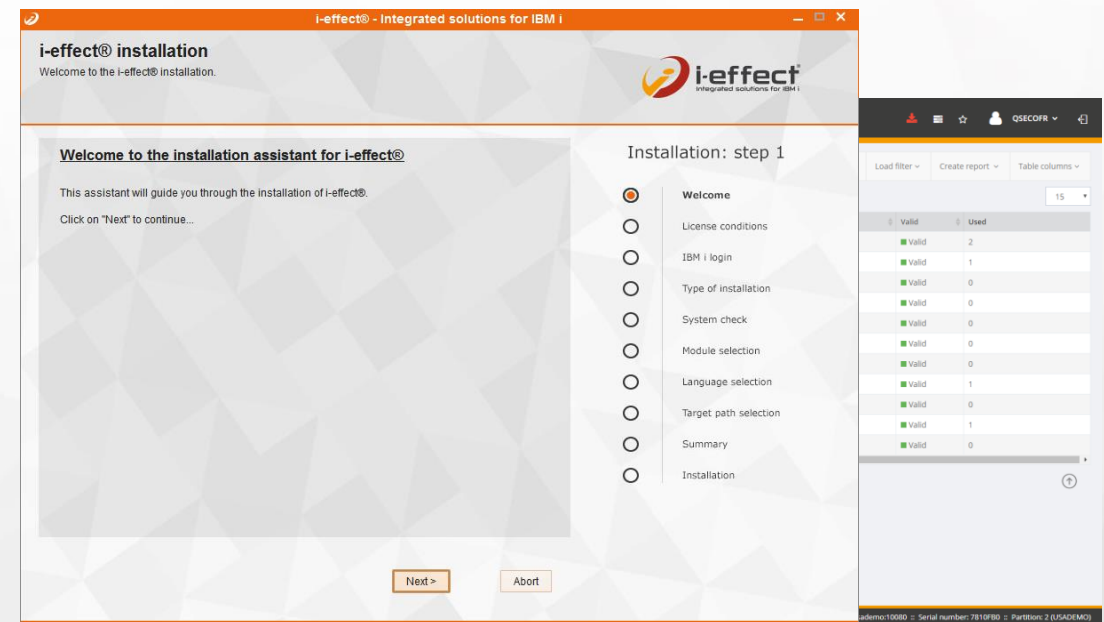 i-effect® - Integrated solutions for IBM i
i-effect® installation
Welcome to the i-effect® installation.
i-effect
Integrated solutions for IBM i
Welcome to the installation assistant for i-effect®
This assistant will guide you through the installation of i-effect®.
Click on "Next" to continue...
Next >
Abort
Installation: step 1
Welcome
License conditions
IBM i login
Type of installation
System check
Module selection
Language selection
Target path selection
Summary
Installation
QSECOFR
Load filter
Create report
Table columns
15
Valid Used
Valid 2
Valid 1
Valid 0
Valid 0
Valid 0
Valid 0
Valid 0
Valid 1
Valid 0
Valid 1
Valid 0
ademo:10080 :: Serial number: 7810FB0 :: Partition: 2 (USADEMO)